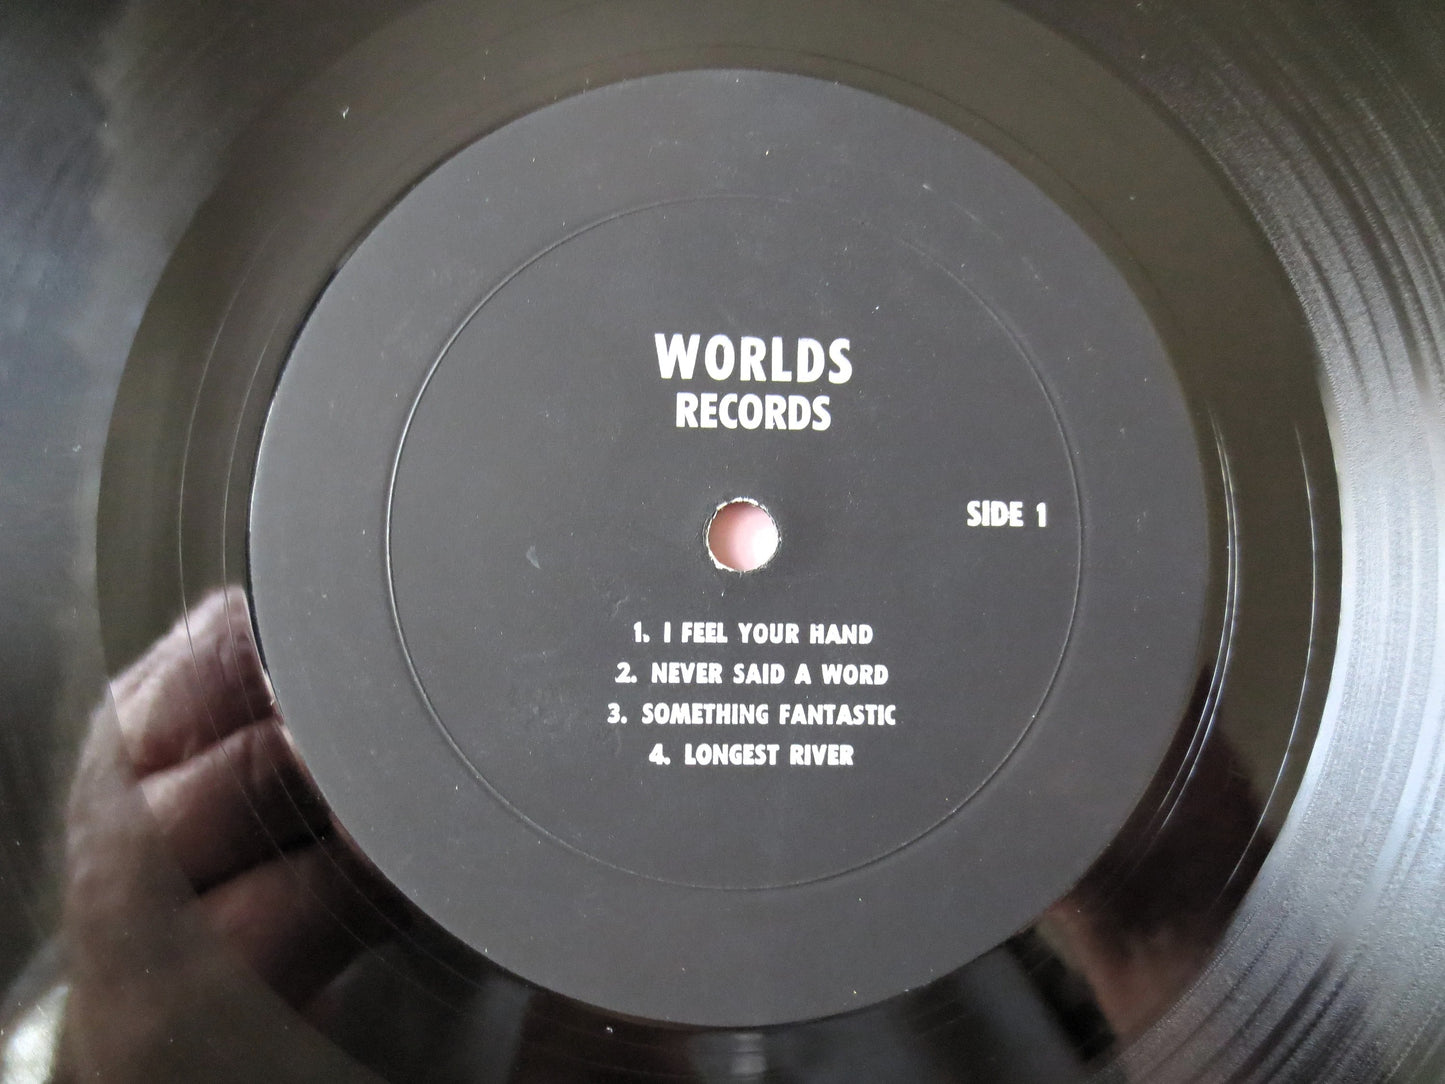 WORLDS
RECORDS
SIDE 1
1. I FEEL YOUR HAND
2. NEVER SAID A WORD
3. SOMETHING FANTASTIC
4. LONGEST RIVER